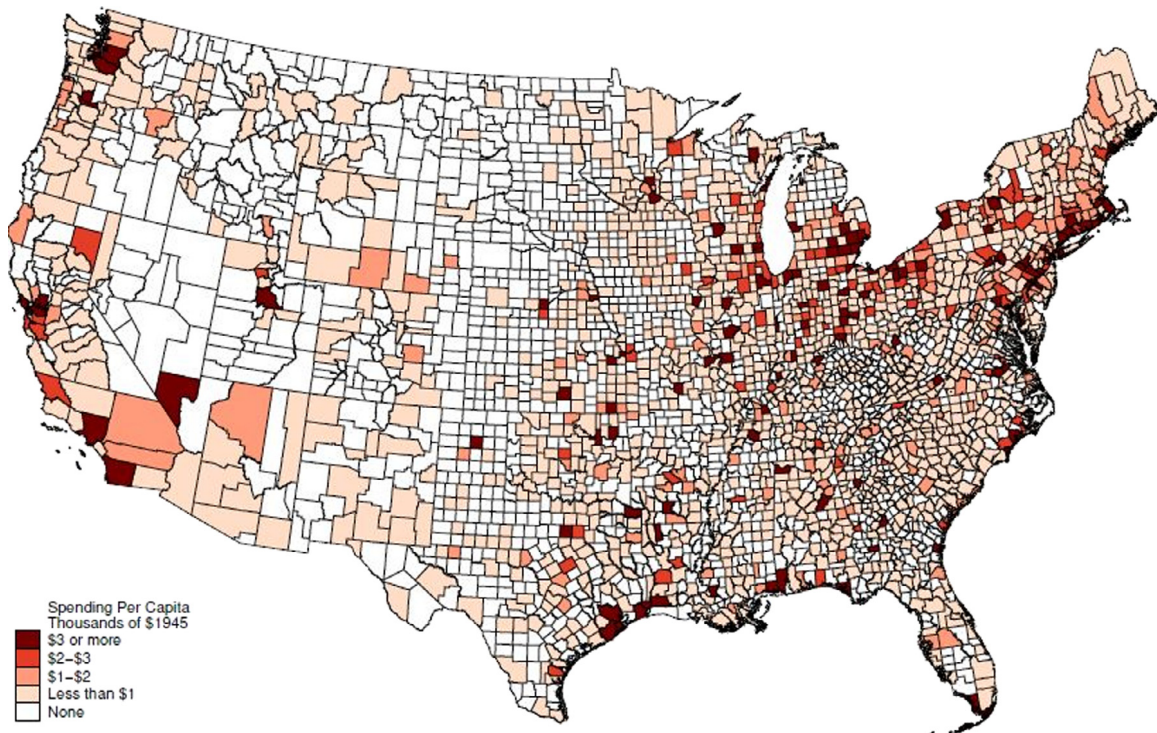 Spending Per Capita
Thousands of $1945
$3 or more
$2–$3
$1–$2
Less than $1
None